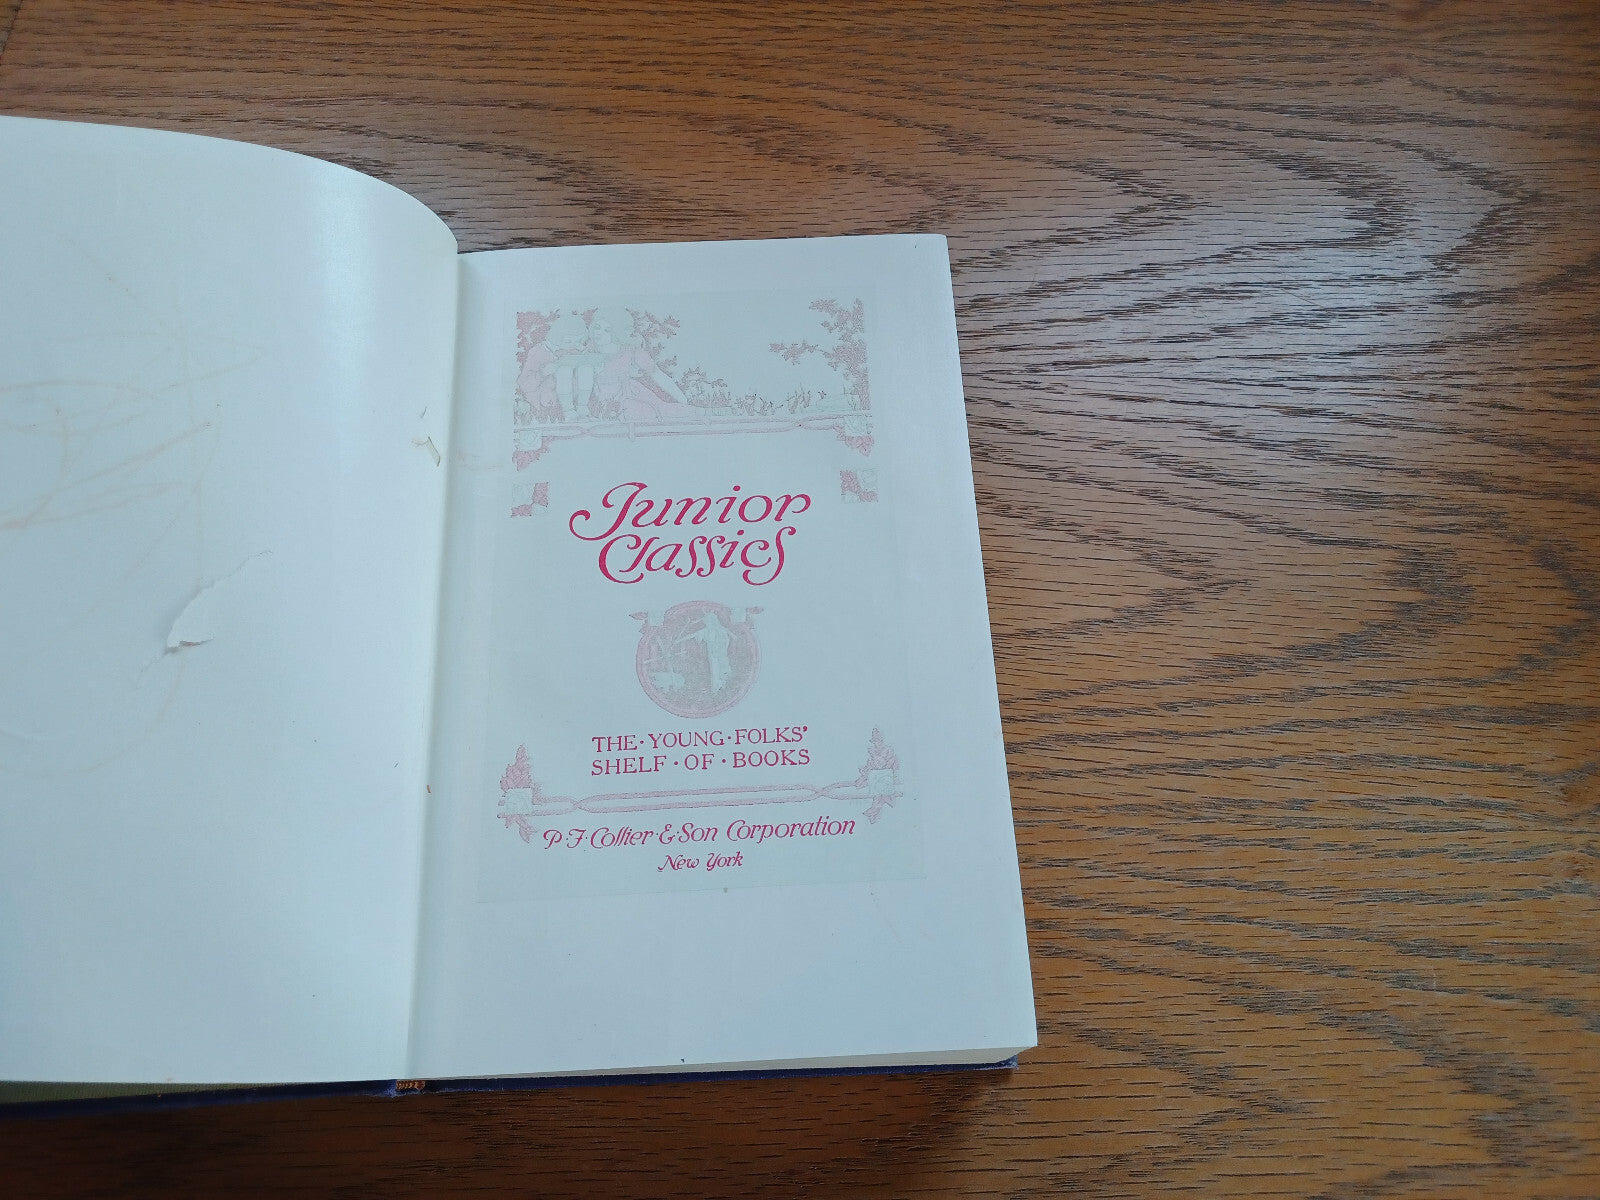 Junior
Classics
THE·YOUNG·FOLKS'
SHELF·OF·BOOKS
P·F·Collier·&·Son Corporation
New York